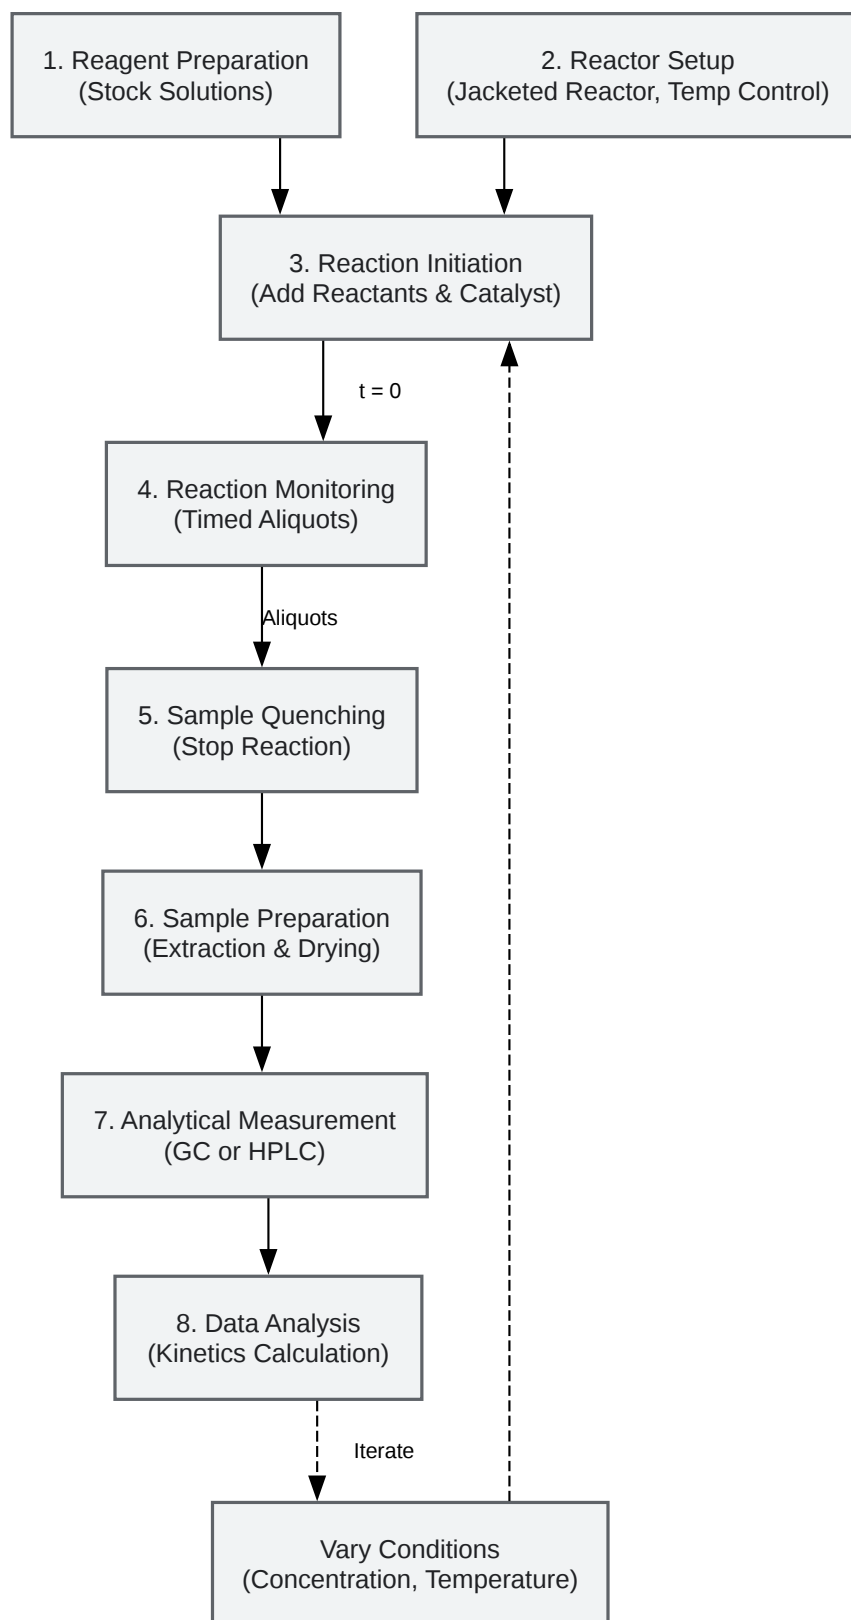 1. Reagent Preparation
(Stock Solutions)
2. Reactor Setup
(Jacketed Reactor, Temp Control)
3. Reaction Initiation
(Add Reactants & Catalyst)
t = 0
4. Reaction Monitoring
(Timed Aliquots)
Aliquots
5. Sample Quenching
(Stop Reaction)
6. Sample Preparation
(Extraction & Drying)
7. Analytical Measurement
(GC or HPLC)
8. Data Analysis
(Kinetics Calculation)
Iterate
Vary Conditions
(Concentration, Temperature)